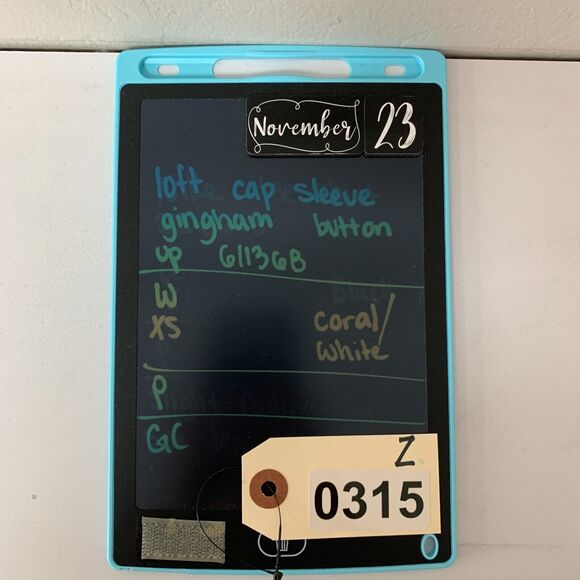 November 23
loft cap sleeve
gingham button
up 611368
W
XS coral/
white
P
GC
Z
0315